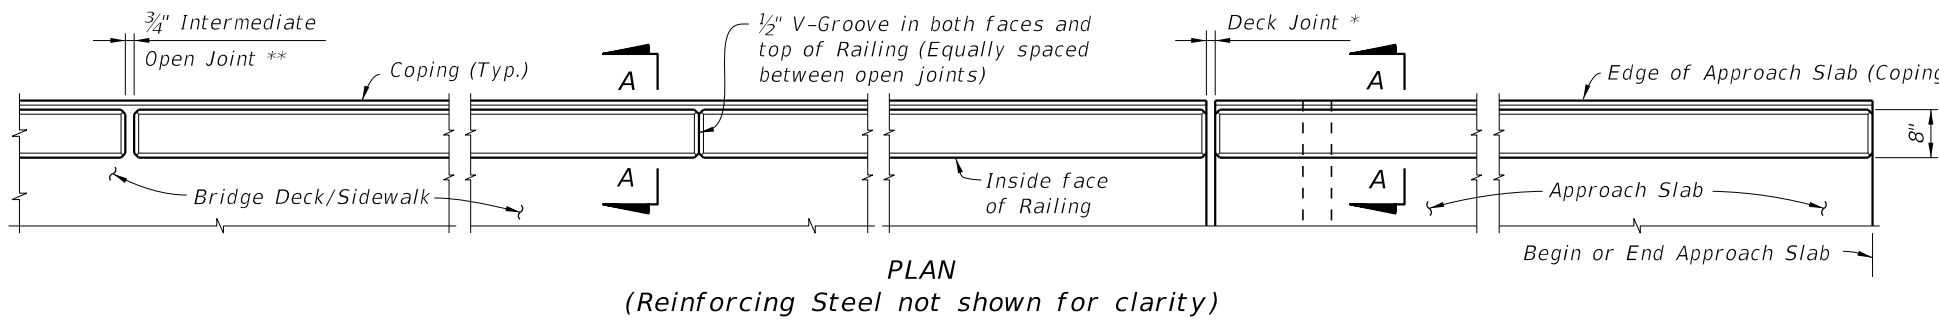 ¾" Intermediate
Open Joint **
Coping (Typ.)
A
½" V-Groove in both faces and
top of Railing (Equally spaced
between open joints)
Deck Joint *
A
Edge of Approach Slab (Coping
8"
Bridge Deck/Sidewalk
A
Inside face
of Railing
A
Approach Slab
Begin or End Approach Slab
PLAN
(Reinforcing Steel not shown for clarity)